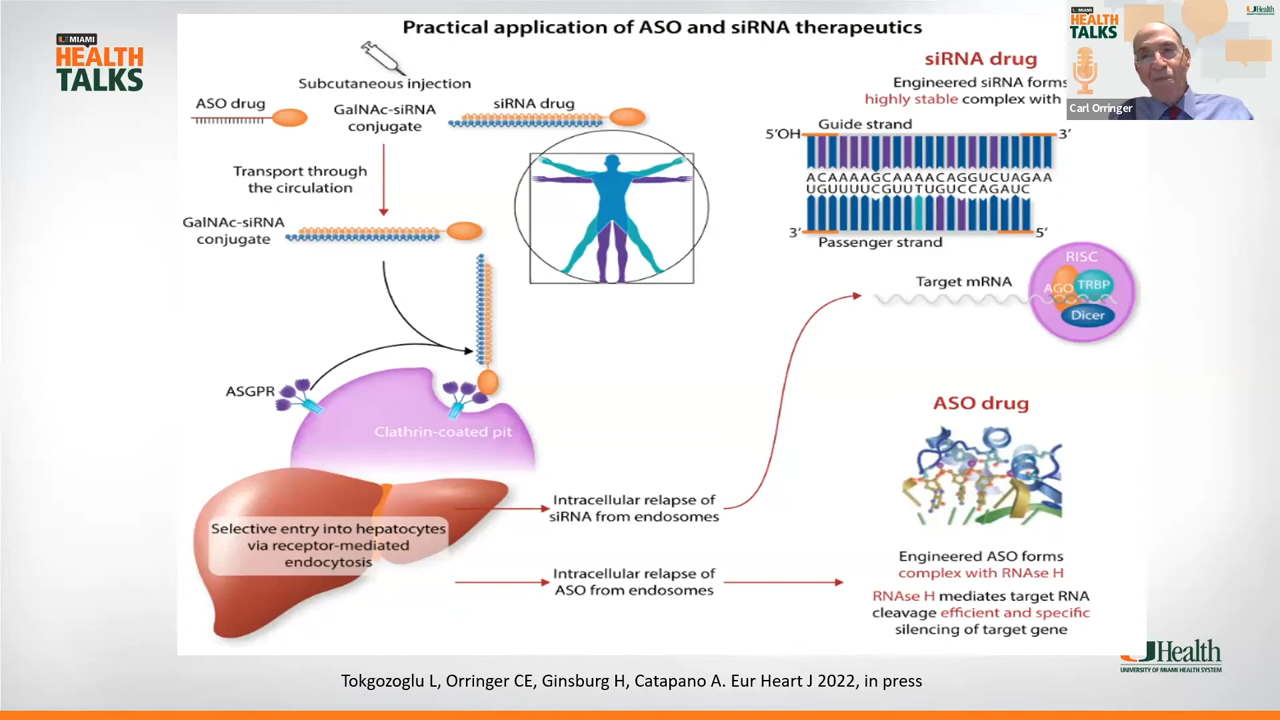 Practical application of ASO and siRNA therapeutics
U MIAMI
HEALTH
TALKS
Subcutaneous injection
ASO drug
GalNAc-siRNA
conjugate
siRNA drug
Transport through
the circulation
GalNAc-siRNA
conjugate
ASGPR
Clathrin-coated pit
Selective entry into hepatocytes
via receptor-mediated
endocytosis
Intracellular relapse of
siRNA from endosomes
Intracellular relapse of
ASO from endosomes
siRNA drug
Engineered siRNA forms
highly stable complex with
Guide strand
5'OH
3'
ACAAAAGCAAAACAGGUCUAGAA
UGUUUUCGUUTUGUCCAGAUC
3'
5'
Passenger strand
Target mRNA
RISC
AGO
TRBP
Dicer
ASO drug
Engineered ASO forms
complex with RNAse H
RNAse H mediates target RNA
cleavage efficient and specific
silencing of target gene
U MIAMI
HEALTH
TALKS
UHealth
Carl Orringer
UHealth
UNIVERSITY OF MIAMI HEALTH SYSTEM
Tokgozoglu L, Orringer CE, Ginsburg H, Catapano A. Eur Heart J 2022, in press